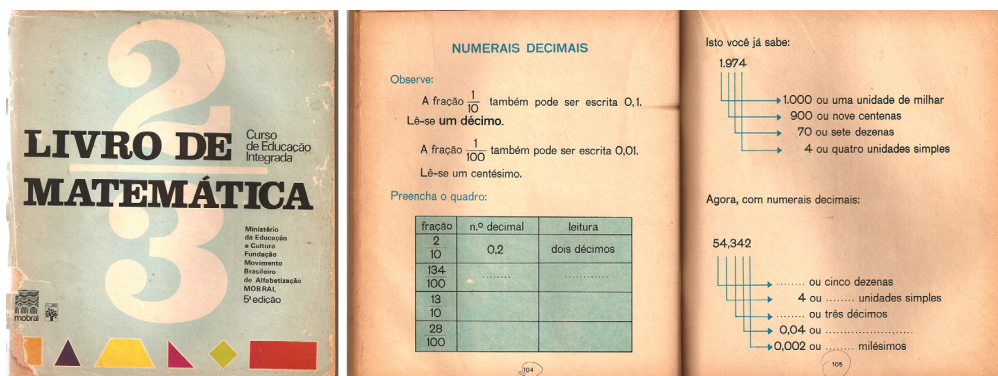 2
3
LIVRO DE
MATEMÁTICA
Curso
de Educação
Integrada
Ministério
da Educação
e Cultura
Fundação
Movimento
Brasileiro
de Alfabetização
MOBRAL
5ª edição
mobral
NUMERAIS DECIMAIS
Observe:
A fração 1/10 também pode ser escrita 0,1.
Lê-se um décimo.
A fração 1/100 também pode ser escrita 0,01.
Lê-se um centésimo.
Preencha o quadro:
fração n.º decimal leitura
2/10 0,2 dois décimos
134/100 ........ ............
13/10
28/100
104
Isto você já sabe:
1.974
1.000 ou uma unidade de milhar
900 ou nove centenas
70 ou sete dezenas
4 ou quatro unidades simples
Agora, com numerais decimais:
54,342
........ ou cinco dezenas
4 ou ........ unidades simples
........ ou três décimos
0,04 ou ........................
0,002 ou ........ milésimos
105